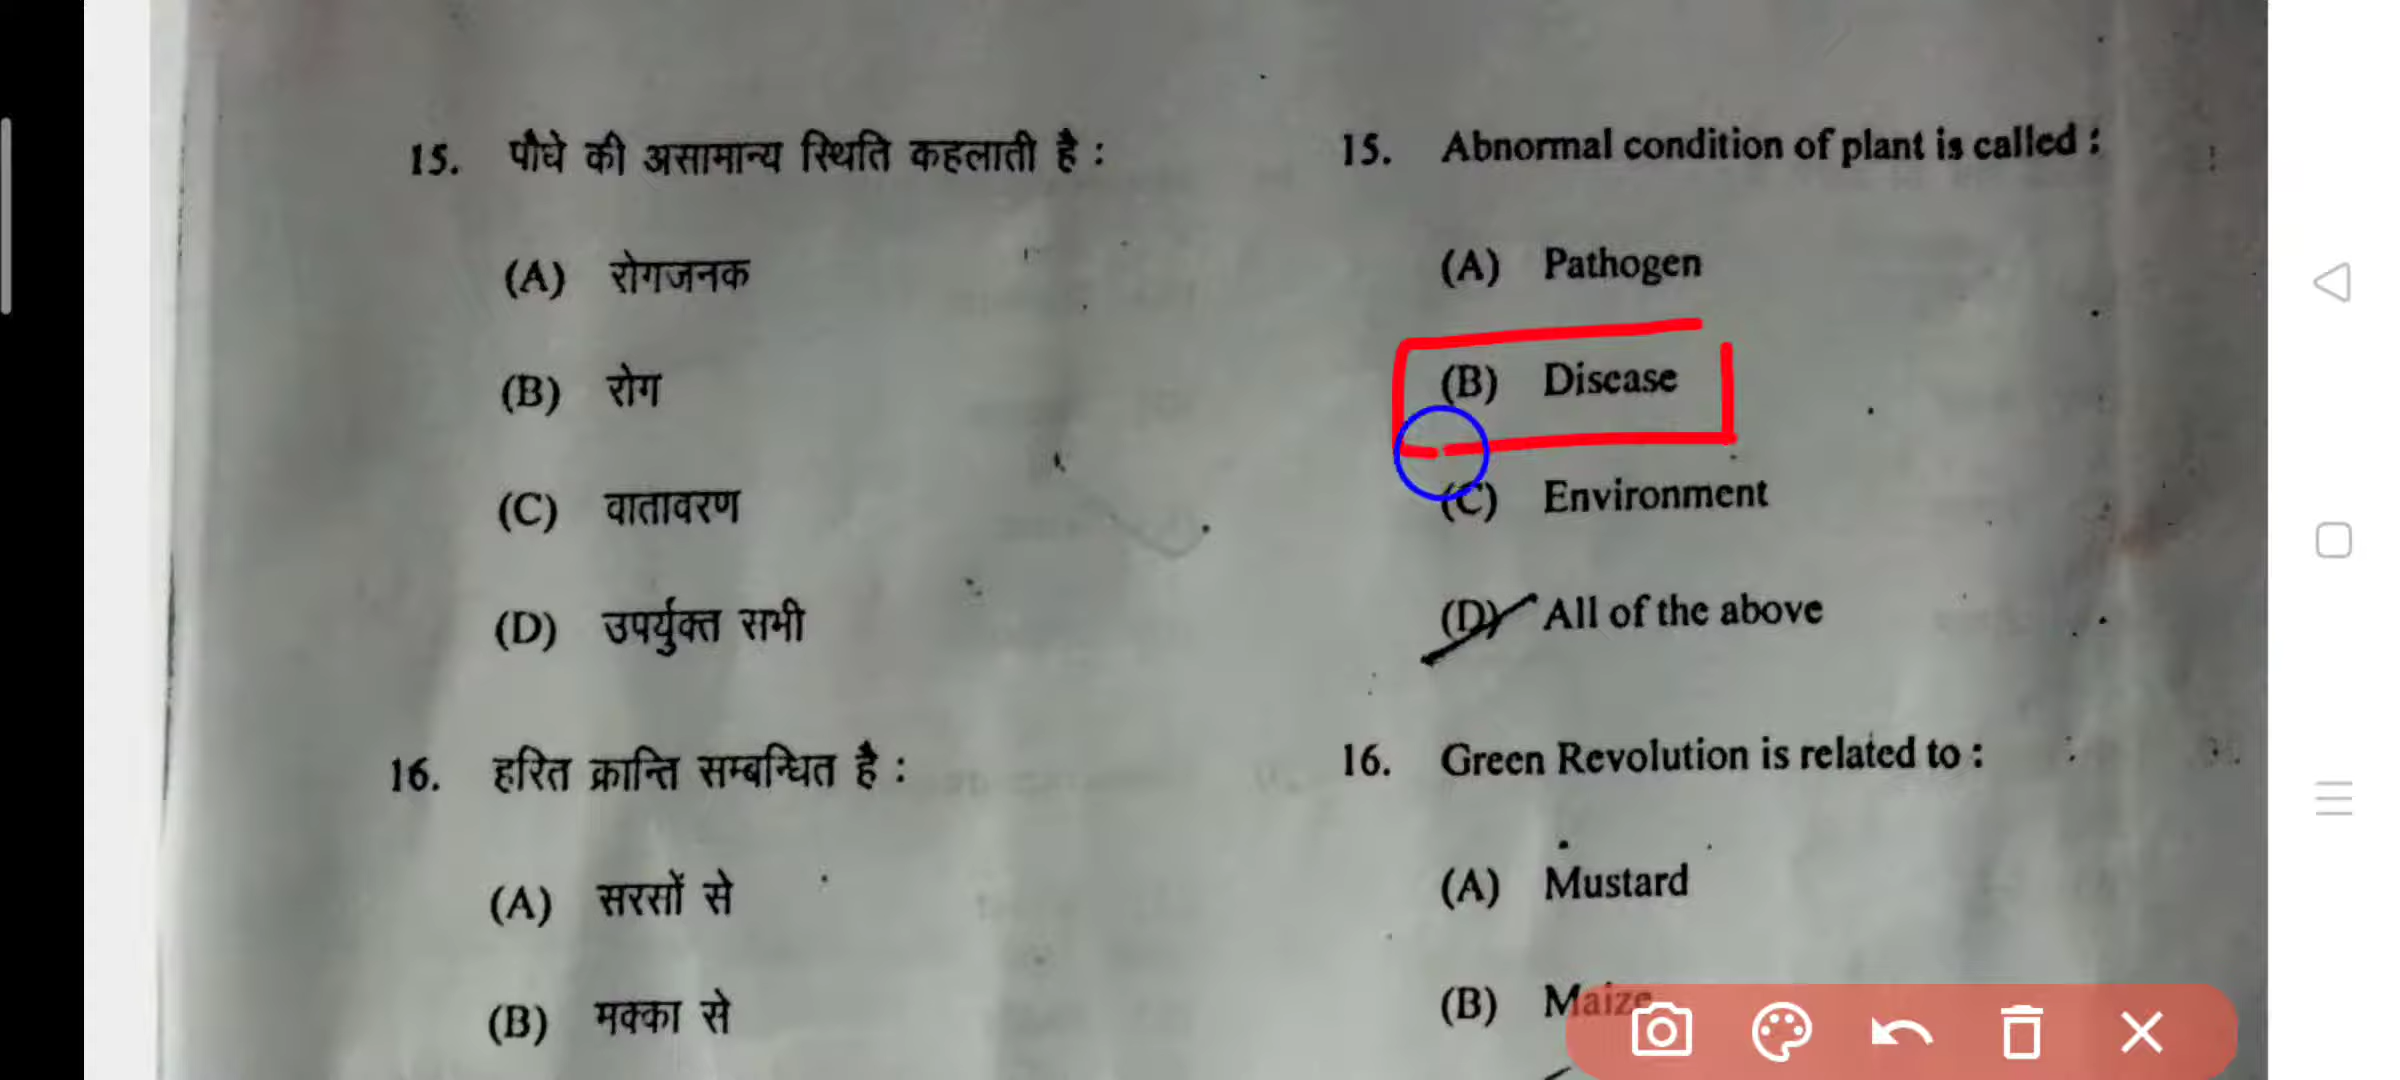 15. पौधे की असामान्य स्थिति कहलाती है :
(A) रोगजनक
(B) रोग
(C) वातावरण
(D) उपर्युक्त सभी
16. हरित क्रान्ति सम्बन्धित है :
(A) सरसों से
(B) मक्का से
15. Abnormal condition of plant is called :
(A) Pathogen
(B) Disease
(C) Environment
(D) All of the above
16. Green Revolution is related to :
(A) Mustard
(B) Maize